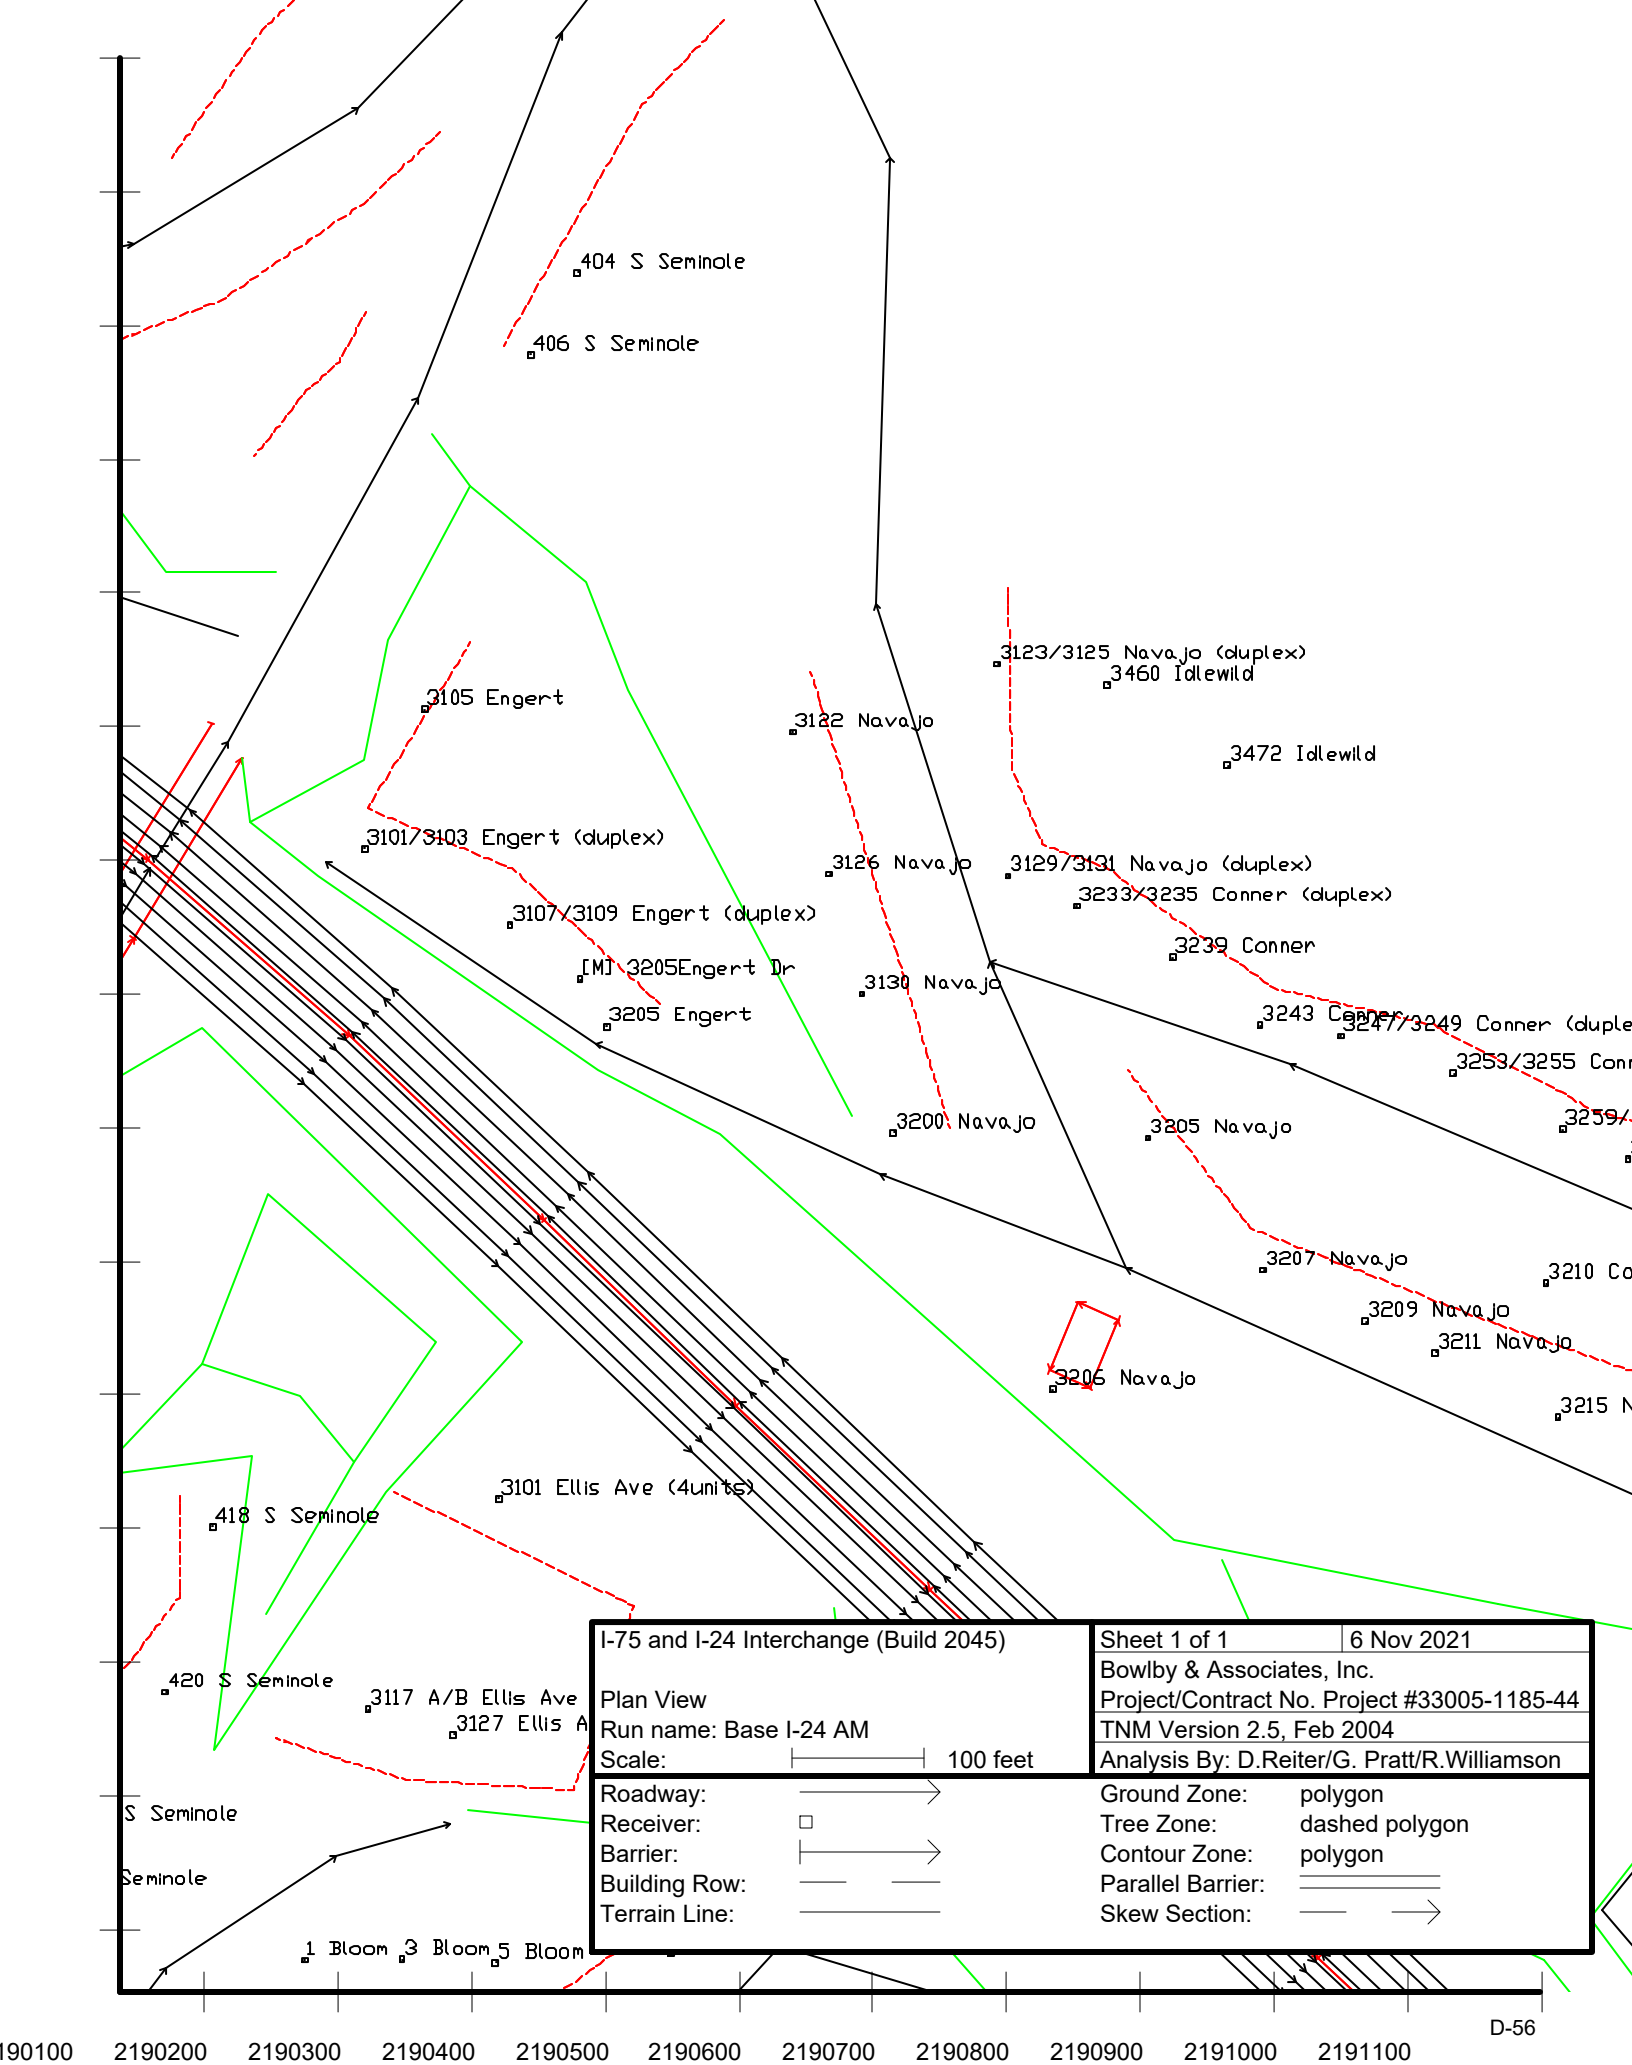 404 S Seminole
406 S Seminole
3123/3125 Navajo (duplex)
3460 Idlewild
3105 Engert
3122 Navajo
3472 Idlewild
3101/3103 Engert (duplex)
3126 Navajo
3129/3131 Navajo (duplex)
3233/3235 Conner (duplex)
3107/3109 Engert (duplex)
3239 Conner
[M] 3205Engert Dr
3130 Navajo
3205 Engert
3243 Conner
3247/3249 Conner (duple
3253/3255 Conn
3259/
3200 Navajo
3205 Navajo
3207 Navajo
3210 Co
3209 Navajo
3211 Navajo
3206 Navajo
3215 N
3101 Ellis Ave (4units)
418 S Seminole
420 S Seminole
3117 A/B Ellis Ave
3127 Ellis A
S Seminole
Seminole
1 Bloom
3 Bloom
5 Bloom
I-75 and I-24 Interchange (Build 2045)
Plan View
Run name: Base I-24 AM
Scale: 100 feet
Sheet 1 of 1 6 Nov 2021
Bowlby & Associates, Inc.
Project/Contract No. Project #33005-1185-44
TNM Version 2.5, Feb 2004
Analysis By: D.Reiter/G. Pratt/R.Williamson
Roadway:
Receiver:
Barrier:
Building Row:
Terrain Line:
Ground Zone: polygon
Tree Zone: dashed polygon
Contour Zone: polygon
Parallel Barrier:
Skew Section:
D-56
190100 2190200 2190300 2190400 2190500 2190600 2190700 2190800 2190900 2191000 2191100